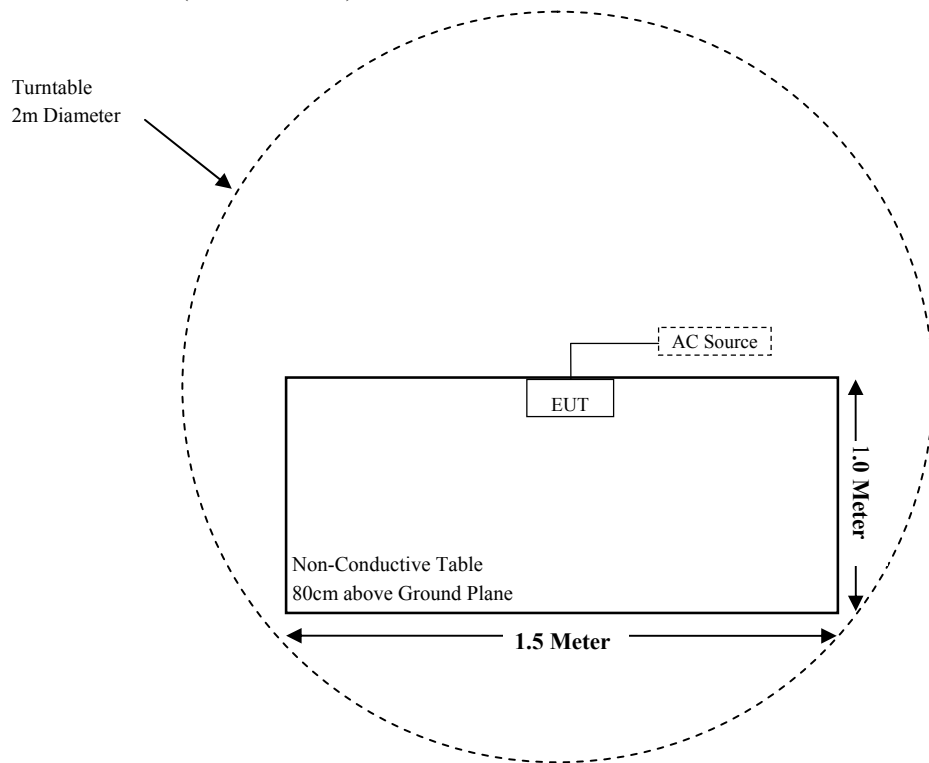 Turntable
2m Diameter
AC Source
EUT
1.0 Meter
Non-Conductive Table
80cm above Ground Plane
1.5 Meter